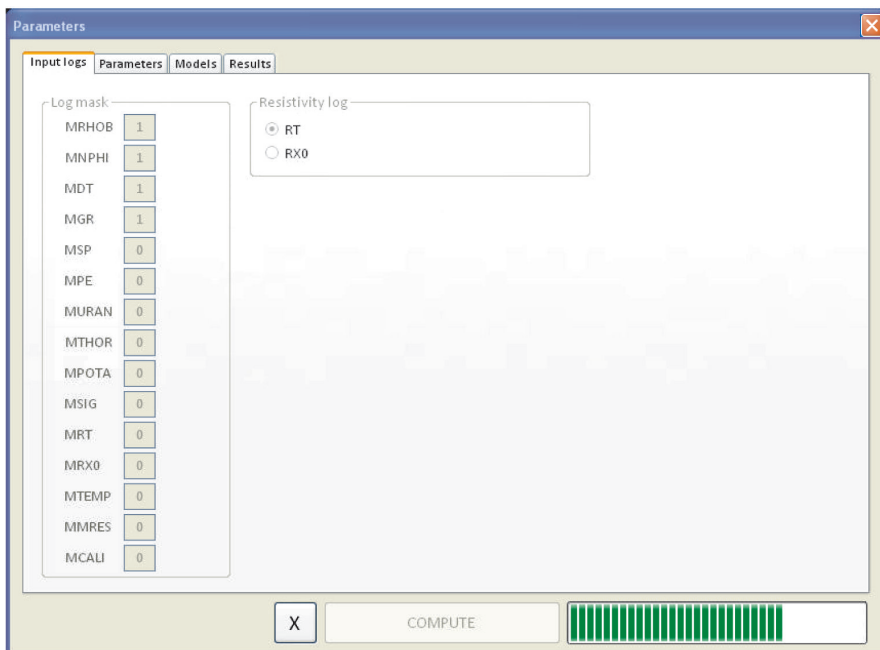 Parameters
Input logs Parameters Models Results
Log mask
MRHOB 1
MNPHI 1
MDT 1
MGR 1
MSP 0
MPE 0
MURAN 0
MTHOR 0
MPOTA 0
MSIG 0
MRT 0
MRX0 0
MTEMP 0
MMRES 0
MCALI 0
Resistivity log
RT
RX0
X COMPUTE